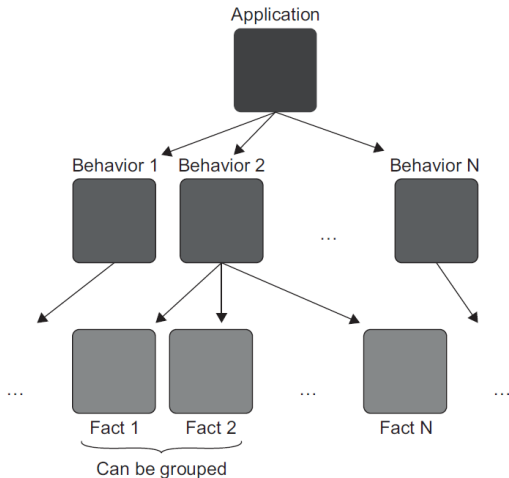 Application
Behavior 1 Behavior 2 Behavior N
...
... ... ...
Fact 1 Fact 2 Fact N
Can be grouped